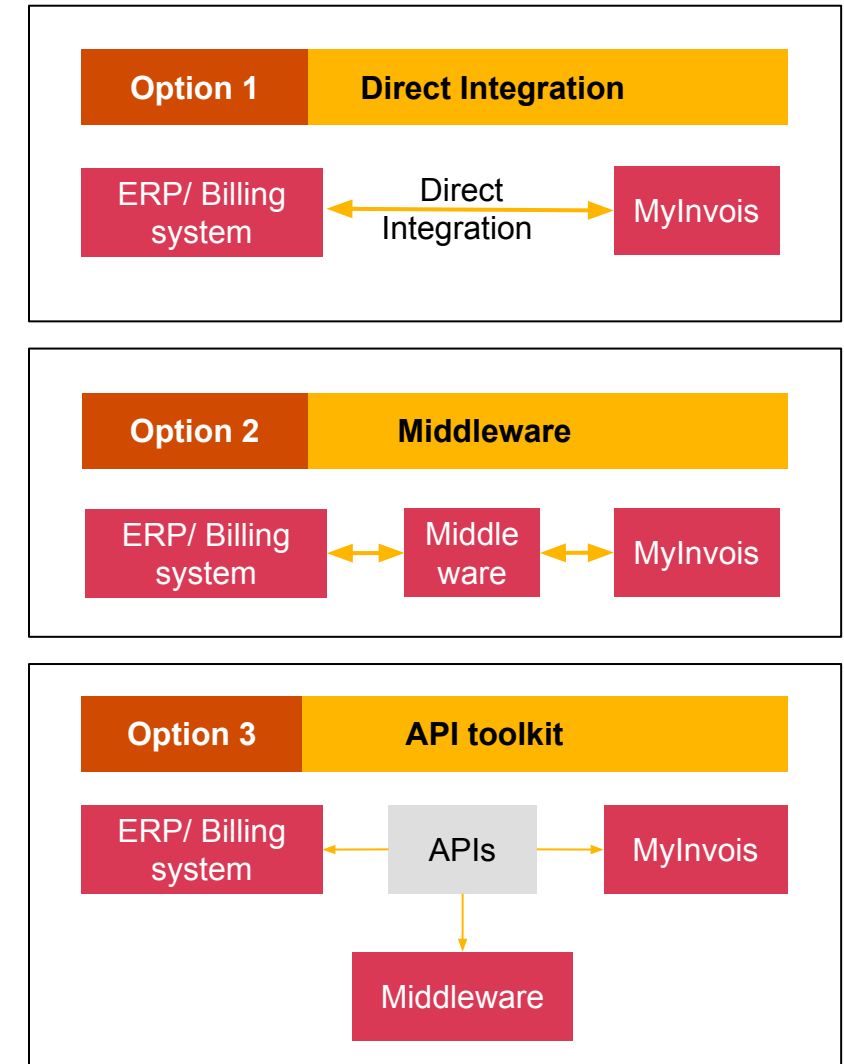 Option 1
Direct Integration
ERP/ Billing
system
Direct
Integration
MyInvois
Option 2
Middleware
ERP/ Billing
system
Middle
ware
MyInvois
Option 3
API toolkit
ERP/ Billing
system
APIs
MyInvois
Middleware